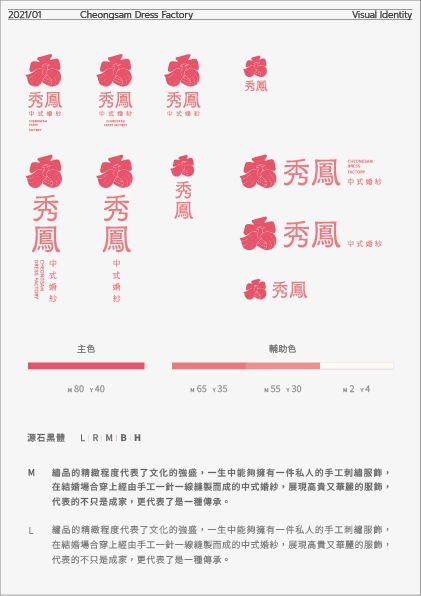 2021/01 Cheongsam Dress Factory Visual Identity
秀鳳 秀鳳 秀鳳 秀鳳
中式婚紗 中式婚紗 中式婚紗
CHEONGSAM
DRESS
FACTORY
CHEONGSAM
DRESS FACTORY
秀鳳
中式婚紗
CHEONGSAM
DRESS FACTORY
秀鳳
中式婚紗
秀鳳
秀鳳
CHEONGSAM
DRESS
FACTORY
中式婚紗
秀鳳 中式婚紗
秀鳳
主色 輔助色
M 80 Y 40 M 65 Y 35 M 55 Y 30 M 2 Y 4
源石黑體 L | R | M | B | H
M 繡品的精緻程度代表了文化的強盛，一生中能夠擁有一件私人的手工刺繡服飾，
在結婚場合穿上經由手工一針一線縫製而成的中式婚紗，展現高貴又華麗的服飾，
代表的不只是成家，更代表了是一種傳承。
L 繡品的精緻程度代表了文化的強盛，一生中能夠擁有一件私人的手工刺繡服飾，
在結婚場合穿上經由手工一針一線縫製而成的中式婚紗，展現高貴又華麗的服飾，
代表的不只是成家，更代表了是一種傳承。